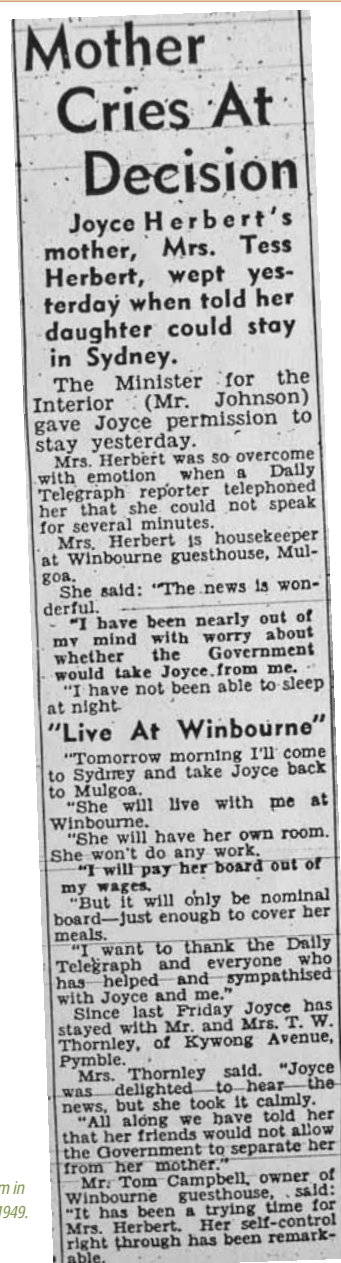 Mother
Cries At
Decision
Joyce Herbert's
mother, Mrs. Tess
Herbert, wept yes-
terday when told her
daughter could stay
in Sydney.
The Minister for the
Interior (Mr. Johnson)
gave Joyce permission to
stay yesterday.
Mrs. Herbert was so overcome
with emotion when a Daily
Telegraph reporter telephoned
her that she could not speak
for several minutes.
Mrs. Herbert is housekeeper
at Winbourne guesthouse, Mul-
goa.
She said: "The news is won-
derful.
"I have been nearly out of
my mind with worry about
whether the Government
would take Joyce from me.
"I have not been able to sleep
at night.
"Live At Winbourne"
"Tomorrow morning I'll come
to Sydney and take Joyce back
to Mulgoa.
"She will live with me at
Winbourne.
"She will have her own room.
She won't do any work.
"I will pay her board out of
my wages.
"But it will only be nominal
board—just enough to cover her
meals.
"I want to thank the Daily
Telegraph and everyone who
has helped and sympathised
with Joyce and me."
Since last Friday Joyce has
stayed with Mr. and Mrs. T. W.
Thornley, of Kywong Avenue,
Pymble.
Mrs. Thornley said. "Joyce
was delighted to hear the
news, but she took it calmly.
"All along we have told her
that her friends would not allow
the Government to separate her
from her mother."
Mr. Tom Campbell, owner of
Winbourne guesthouse, said:
"It has been a trying time for
Mrs. Herbert. Her self-control
right through has been remark-
able.
m in
1949.